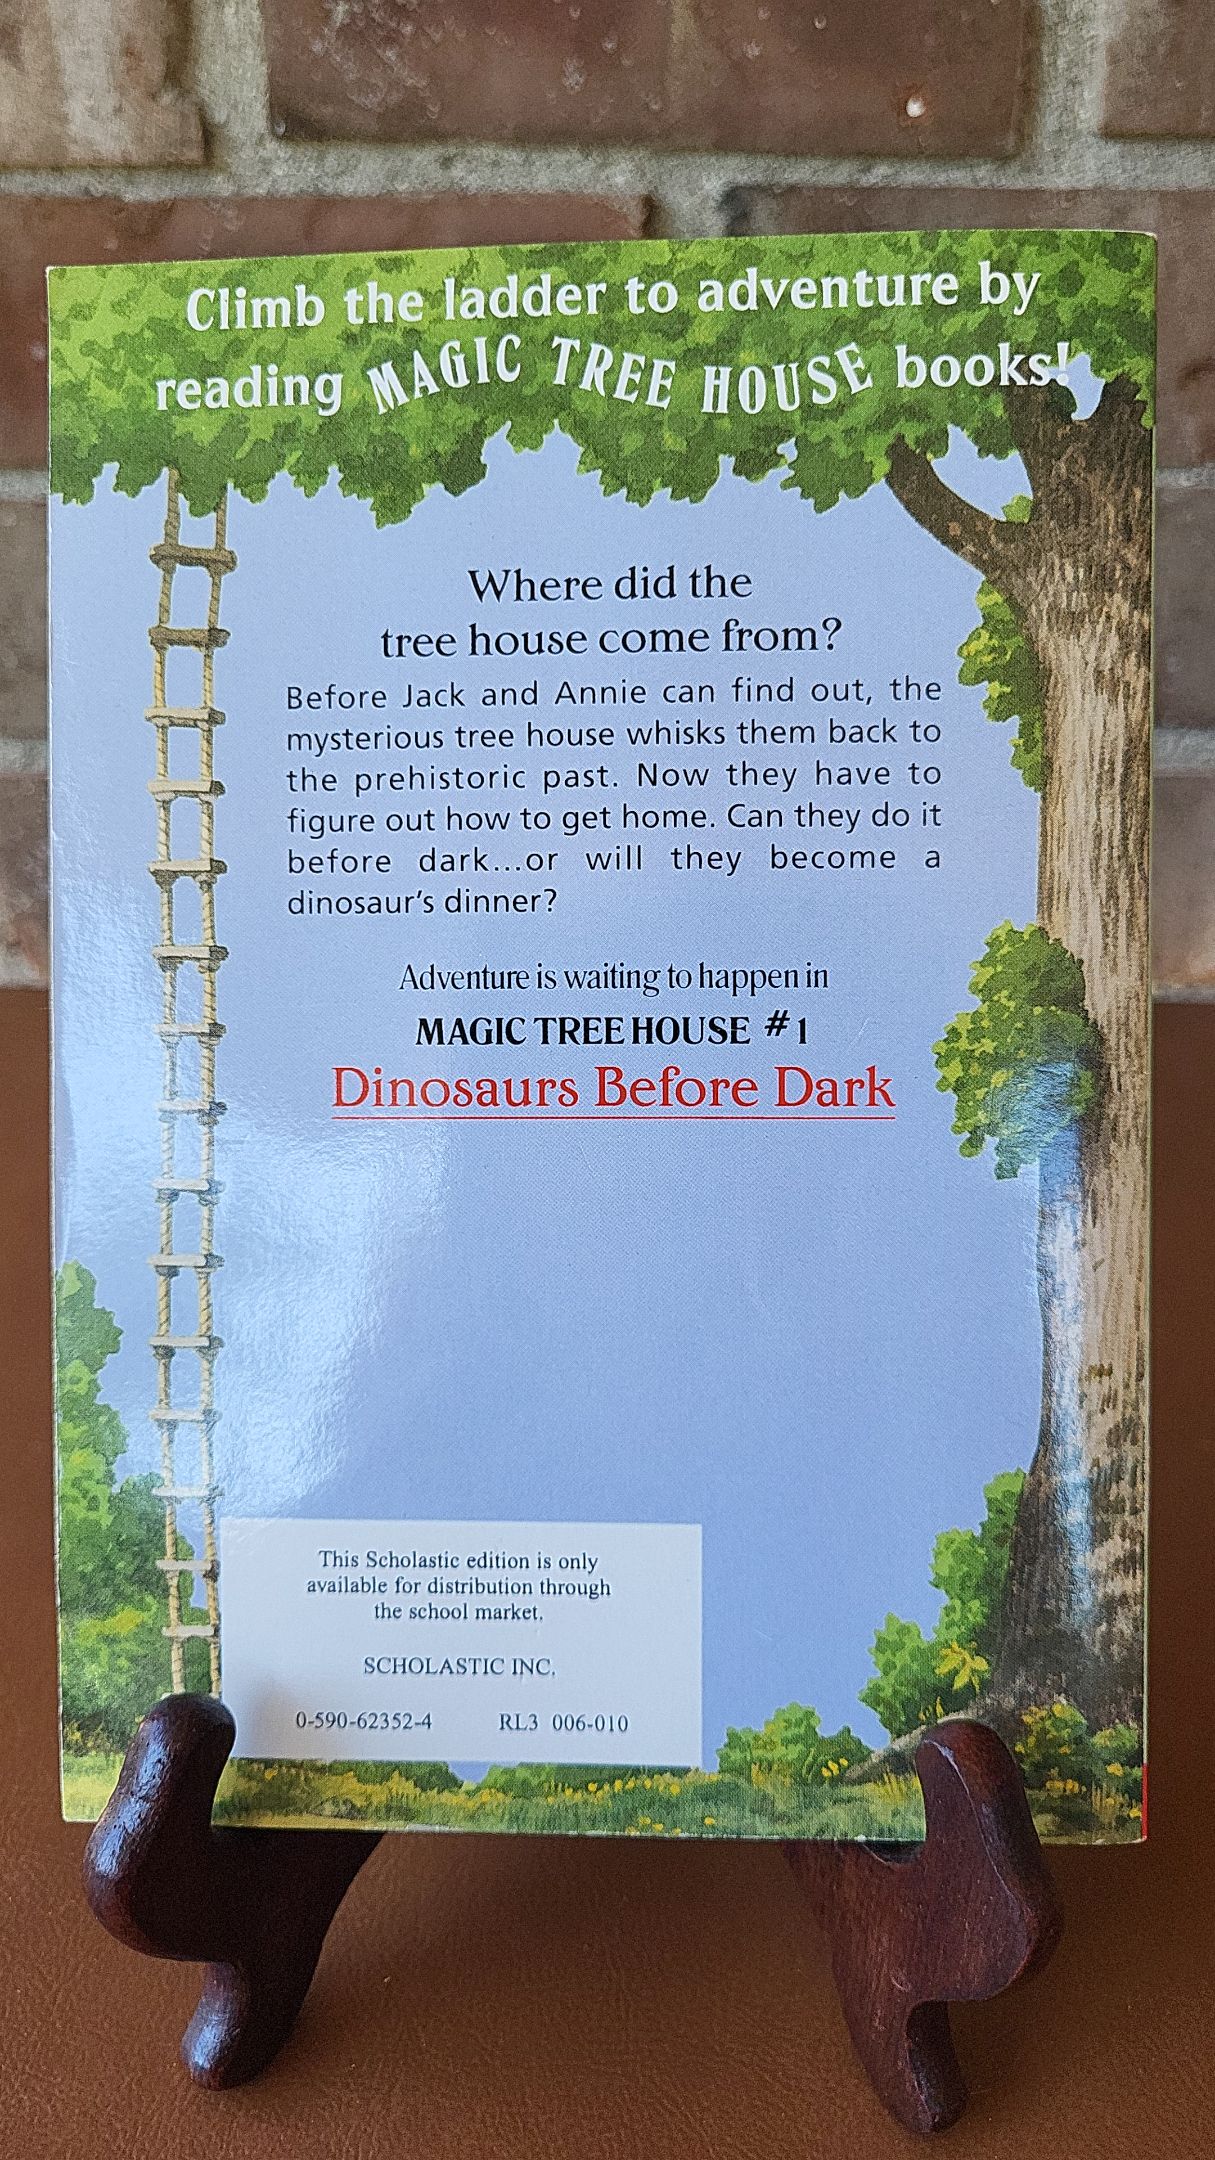 Climb the ladder to adventure by
reading MAGIC TREE HOUSE books!
Where did the
tree house come from?
Before Jack and Annie can find out, the
mysterious tree house whisks them back to
the prehistoric past. Now they have to
figure out how to get home. Can they do it
before dark...or will they become a
dinosaur's dinner?
Adventure is waiting to happen in
MAGIC TREE HOUSE #1
Dinosaurs Before Dark
This Scholastic edition is only
available for distribution through
the school market.
SCHOLASTIC INC.
0-590-62352-4 RL3 006-010